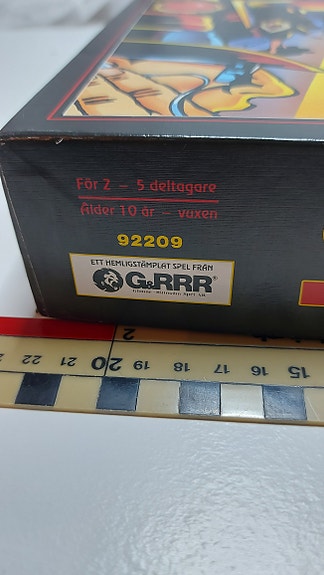 För 2 – 5 deltagare
Ålder 10 år – vuxen
92209
ETT HEMLIGSTÄMPLAT SPEL FRÅN
G&RRR®
2
22 21 20 19 18 17 16 15